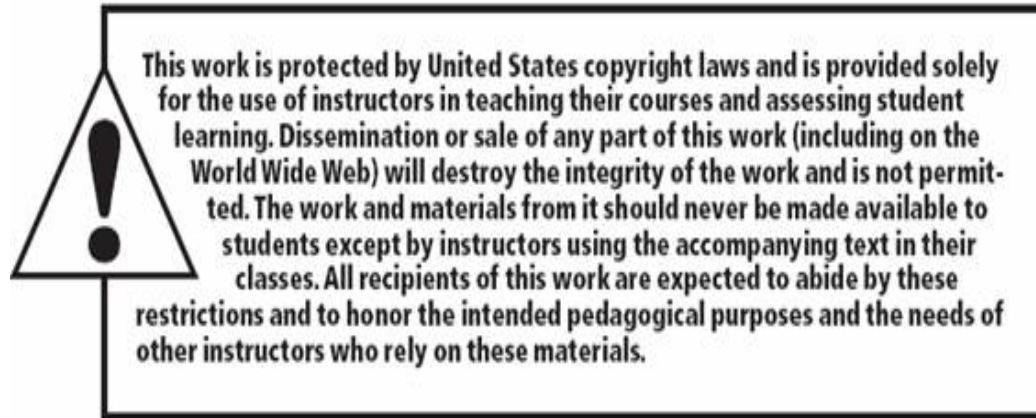 This work is protected by United States copyright laws and is provided solely
for the use of instructors in teaching their courses and assessing student
learning. Dissemination or sale of any part of this work (including on the
World Wide Web) will destroy the integrity of the work and is not permit-
ted. The work and materials from it should never be made available to
students except by instructors using the accompanying text in their
classes. All recipients of this work are expected to abide by these
restrictions and to honor the intended pedagogical purposes and the needs of
other instructors who rely on these materials.